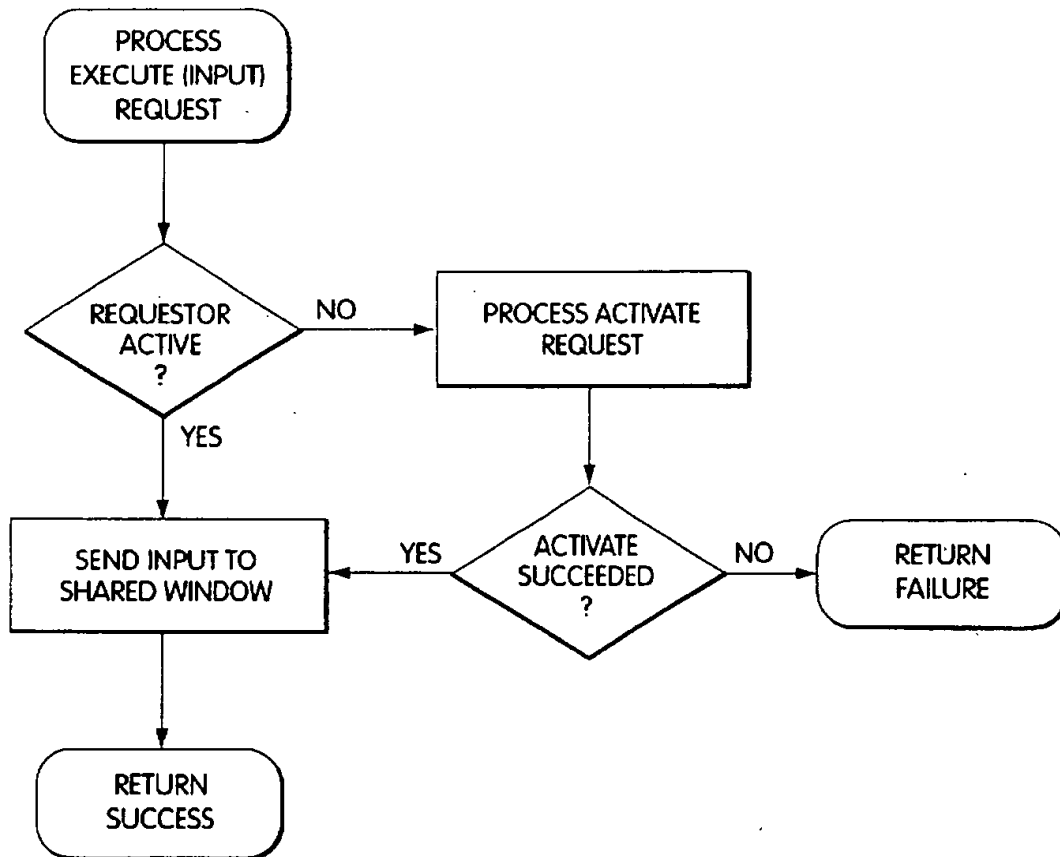 PROCESS
EXECUTE (INPUT)
REQUEST
REQUESTOR
ACTIVE
?
NO
PROCESS ACTIVATE
REQUEST
YES
SEND INPUT TO
SHARED WINDOW
YES
ACTIVATE
SUCCEEDED
?
NO
RETURN
FAILURE
RETURN
SUCCESS